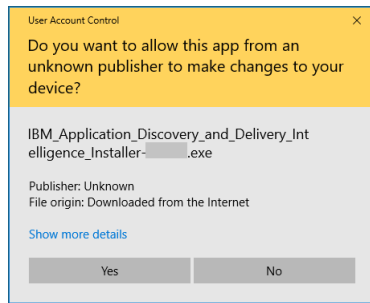 User Account Control
Do you want to allow this app from an
unknown publisher to make changes to your
device?
IBM_Application_Discovery_and_Delivery_Int
elligence_Installer- .exe
Publisher: Unknown
File origin: Downloaded from the Internet
Show more details
Yes
No